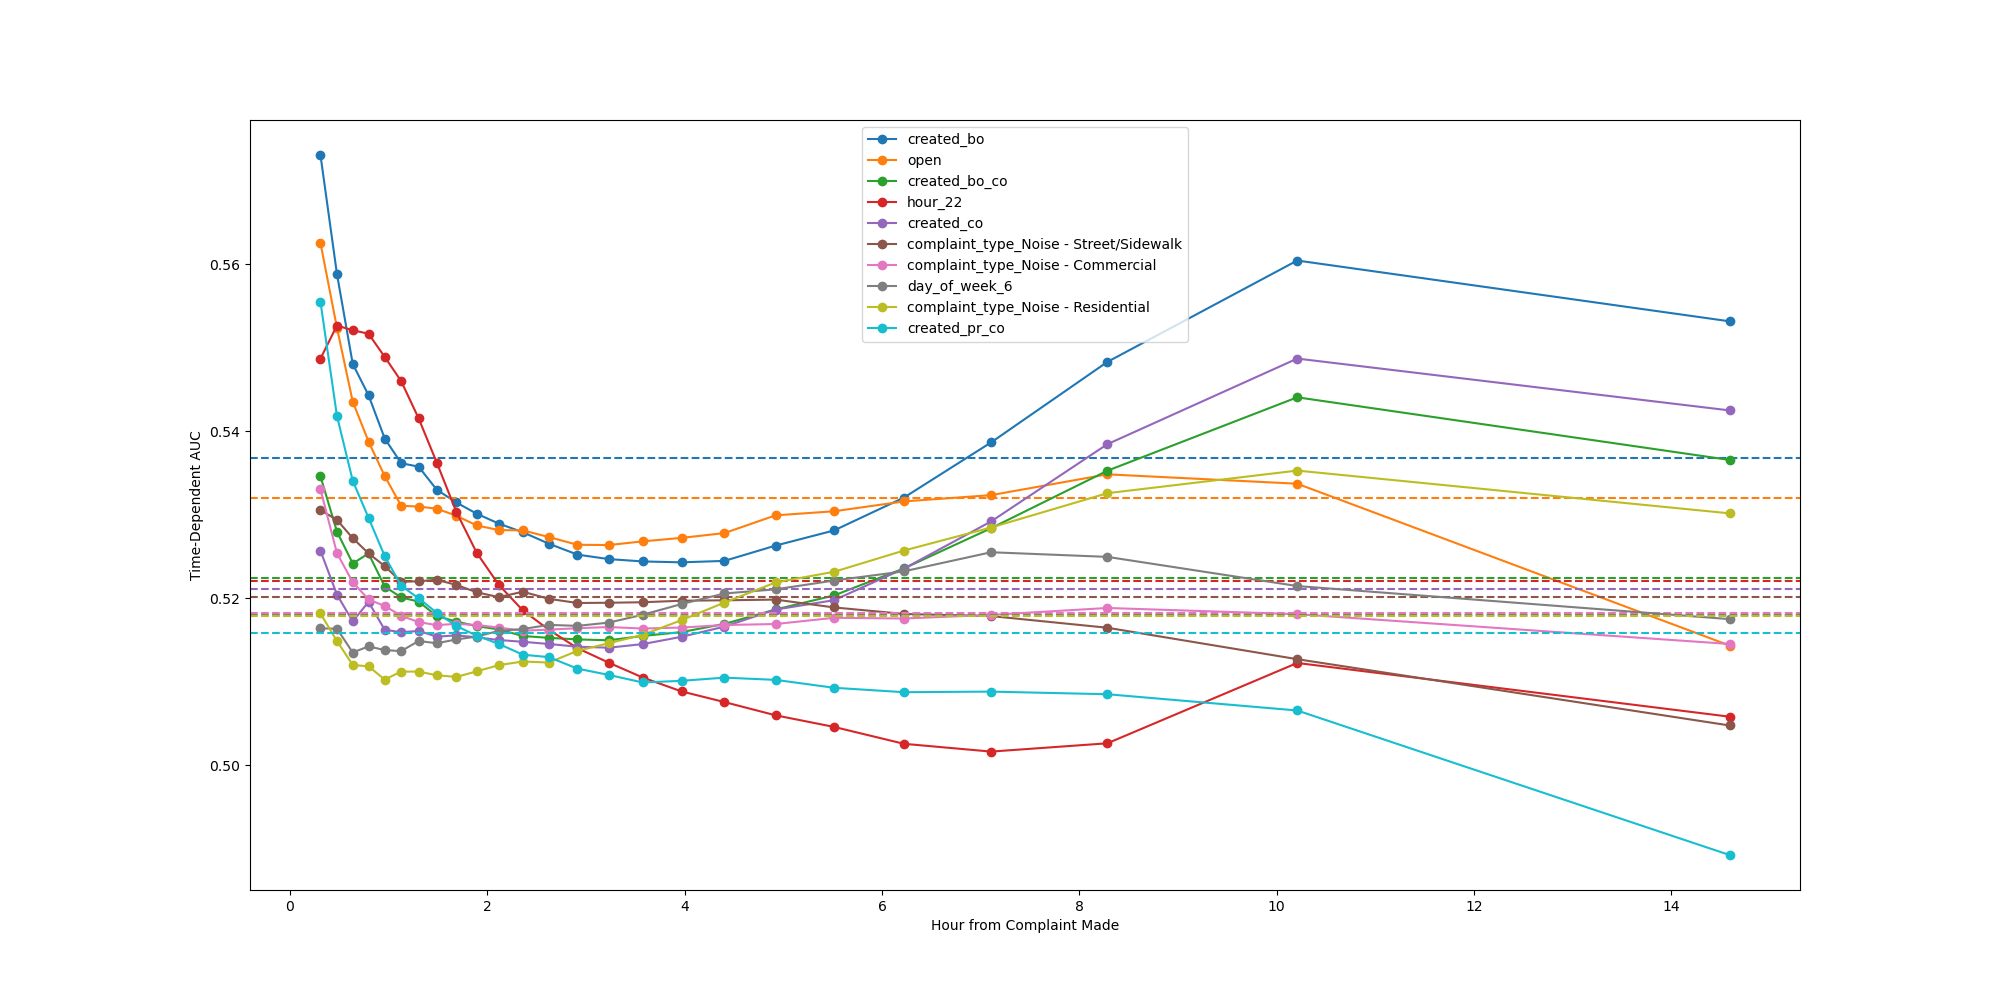 created_bo
open
created_bo_co
hour_22
created_co
complaint_type_Noise - Street/Sidewalk
complaint_type_Noise - Commercial
day_of_week_6
complaint_type_Noise - Residential
created_pr_co
0.56
0.54
0.52
0.50
Time-Dependent AUC
0 2 4 6 8 10 12 14
Hour from Complaint Made